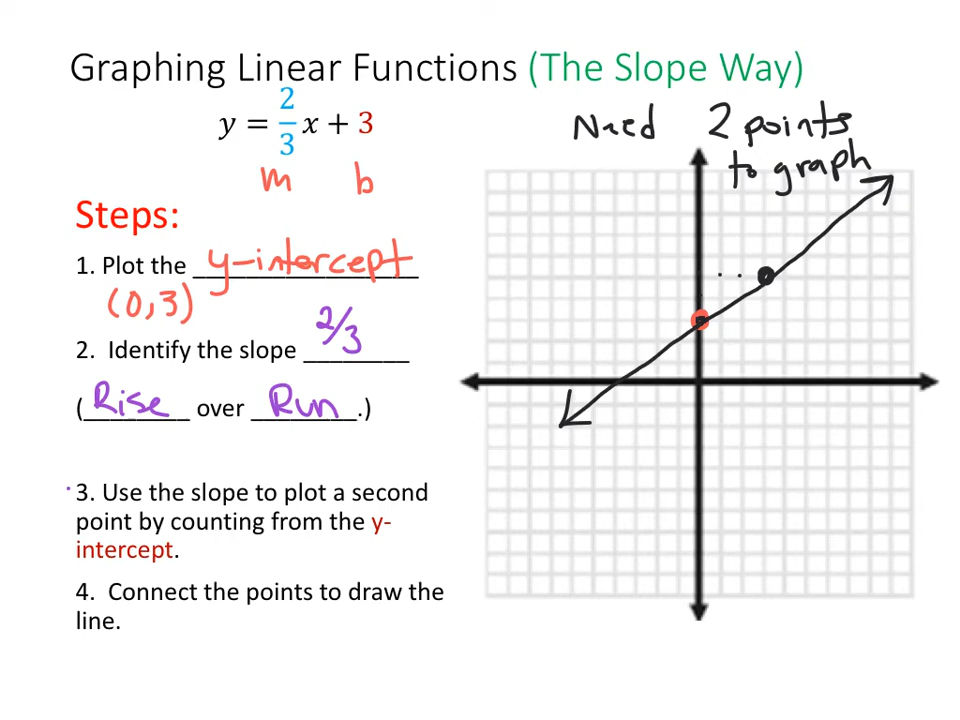 Graphing Linear Functions (The Slope Way)
y = 2/3 x + 3
m b
Need 2 points
to graph
Steps:
1. Plot the y-intercept
(0,3)
2. Identify the slope 2/3
(Rise over Run.)
3. Use the slope to plot a second
point by counting from the y-
intercept.
4. Connect the points to draw the
line.